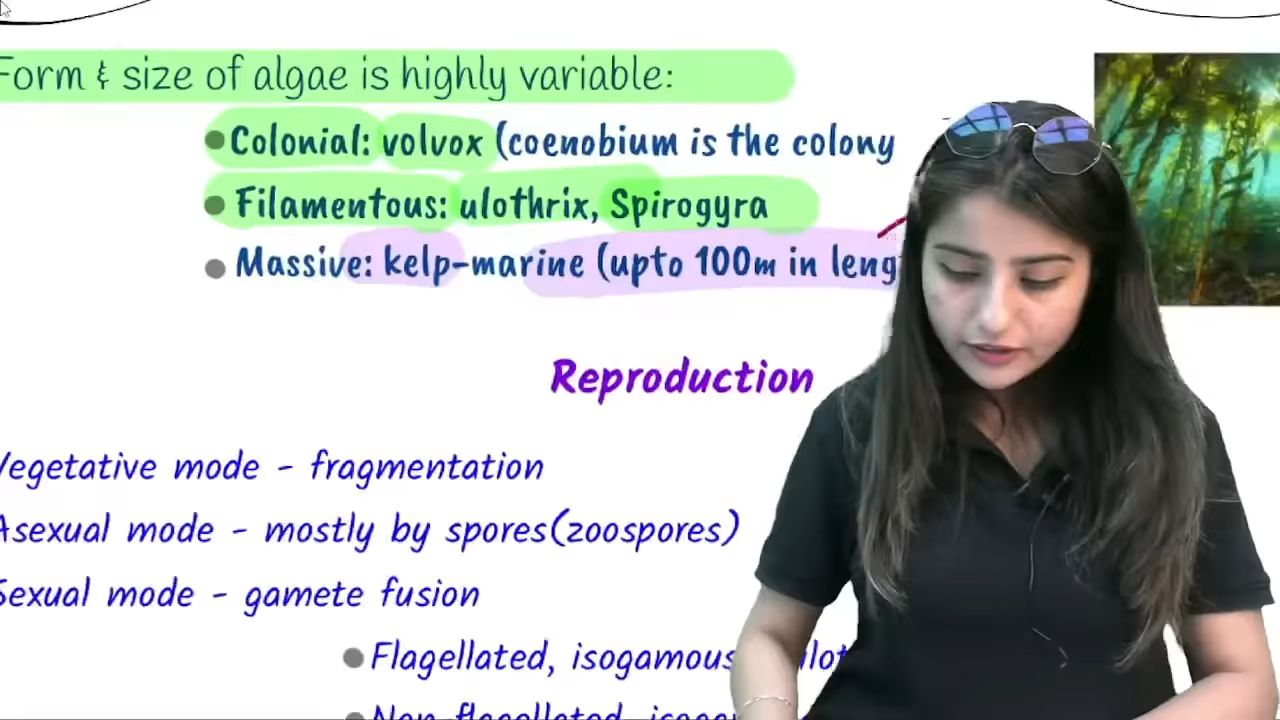 Form & size of algae is highly variable:
Colonial: volvox (coenobium is the colony
Filamentous: ulothrix, Spirogyra
Massive: kelp-marine (upto 100m in leng
Reproduction
Vegetative mode - fragmentation
Asexual mode - mostly by spores(zoospores)
Sexual mode - gamete fusion
Flagellated, isogamous
Non-flagellated,